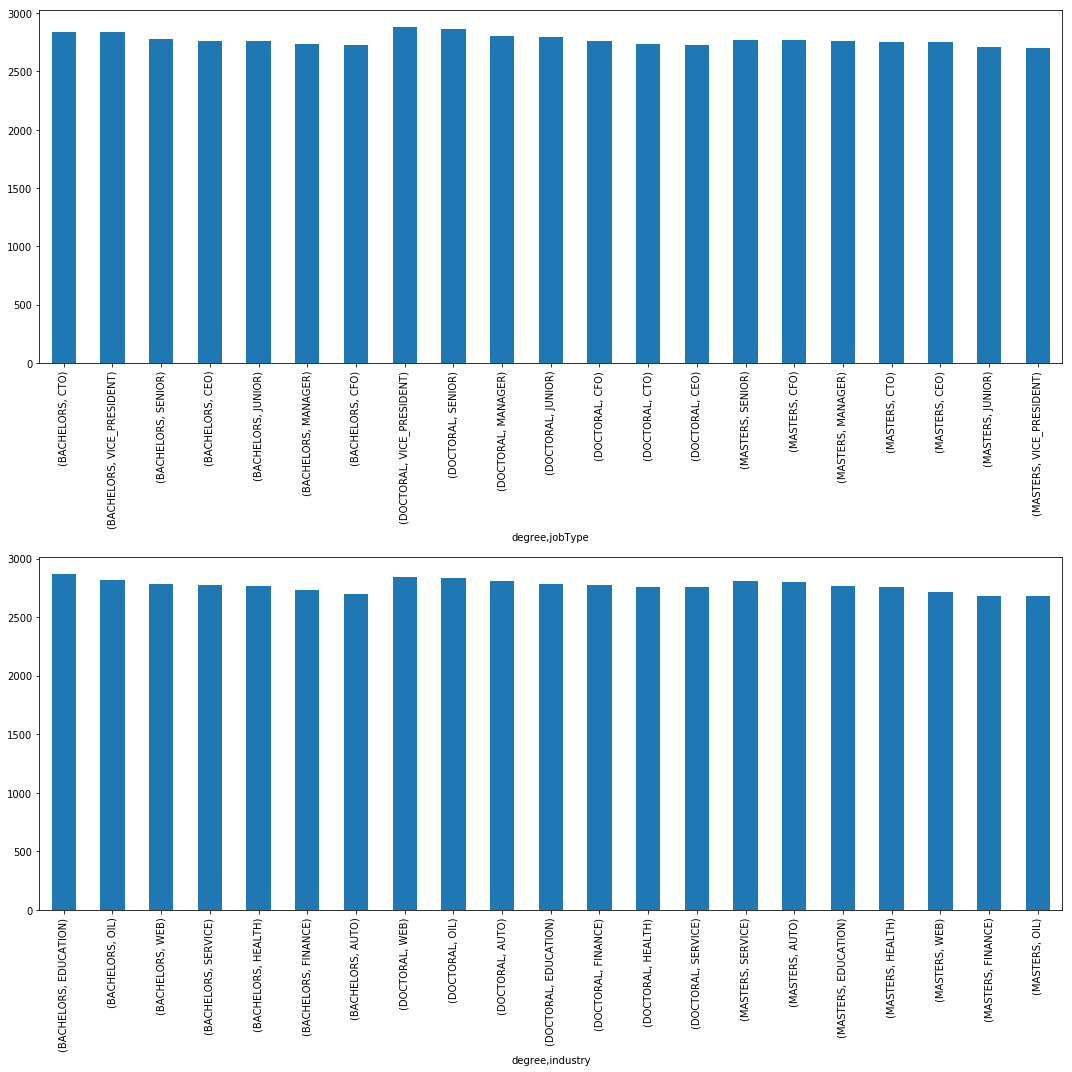 3000
2500
2000
1500
1000
500
0
(BACHELORS, CTO)
(BACHELORS, VICE_PRESIDENT)
(BACHELORS, SENIOR)
(BACHELORS, CEO)
(BACHELORS, JUNIOR)
(BACHELORS, MANAGER)
(BACHELORS, CFO)
(DOCTORAL, VICE_PRESIDENT)
(DOCTORAL, SENIOR)
(DOCTORAL, MANAGER)
(DOCTORAL, JUNIOR)
(DOCTORAL, CFO)
(DOCTORAL, CTO)
(DOCTORAL, CEO)
(MASTERS, SENIOR)
(MASTERS, CFO)
(MASTERS, MANAGER)
(MASTERS, CTO)
(MASTERS, CEO)
(MASTERS, JUNIOR)
(MASTERS, VICE_PRESIDENT)
degree,jobType
3000
2500
2000
1500
1000
500
0
(BACHELORS, EDUCATION)
(BACHELORS, OIL)
(BACHELORS, WEB)
(BACHELORS, SERVICE)
(BACHELORS, HEALTH)
(BACHELORS, FINANCE)
(BACHELORS, AUTO)
(DOCTORAL, WEB)
(DOCTORAL, OIL)
(DOCTORAL, AUTO)
(DOCTORAL, EDUCATION)
(DOCTORAL, FINANCE)
(DOCTORAL, HEALTH)
(DOCTORAL, SERVICE)
(MASTERS, SERVICE)
(MASTERS, AUTO)
(MASTERS, EDUCATION)
(MASTERS, HEALTH)
(MASTERS, WEB)
(MASTERS, FINANCE)
(MASTERS, OIL)
degree,industry